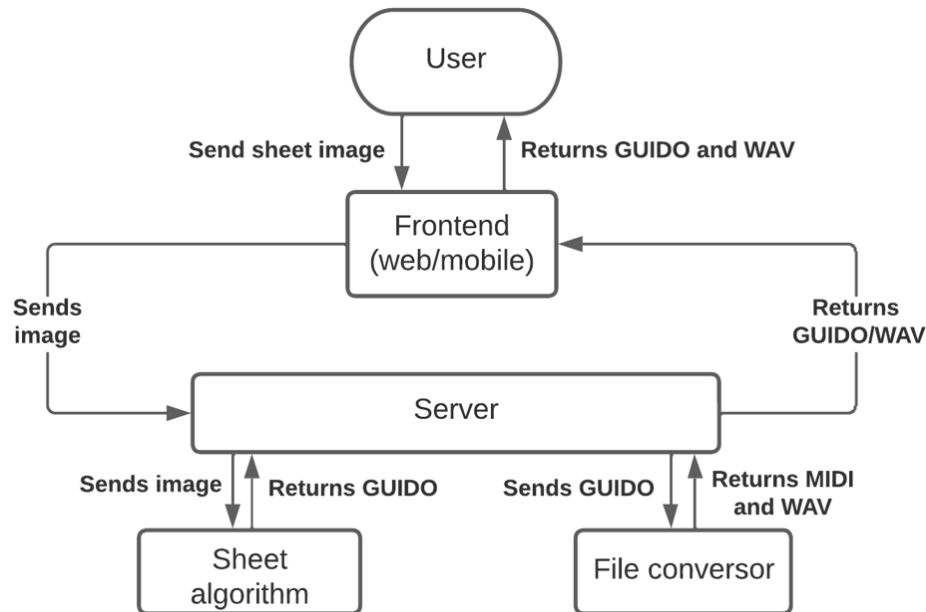 User
Send sheet image
Returns GUIDO and WAV
Frontend
(web/mobile)
Sends
image
Returns
GUIDO/WAV
Server
Sends image
Returns GUIDO
Sends GUIDO
Returns MIDI
and WAV
Sheet
algorithm
File conversor